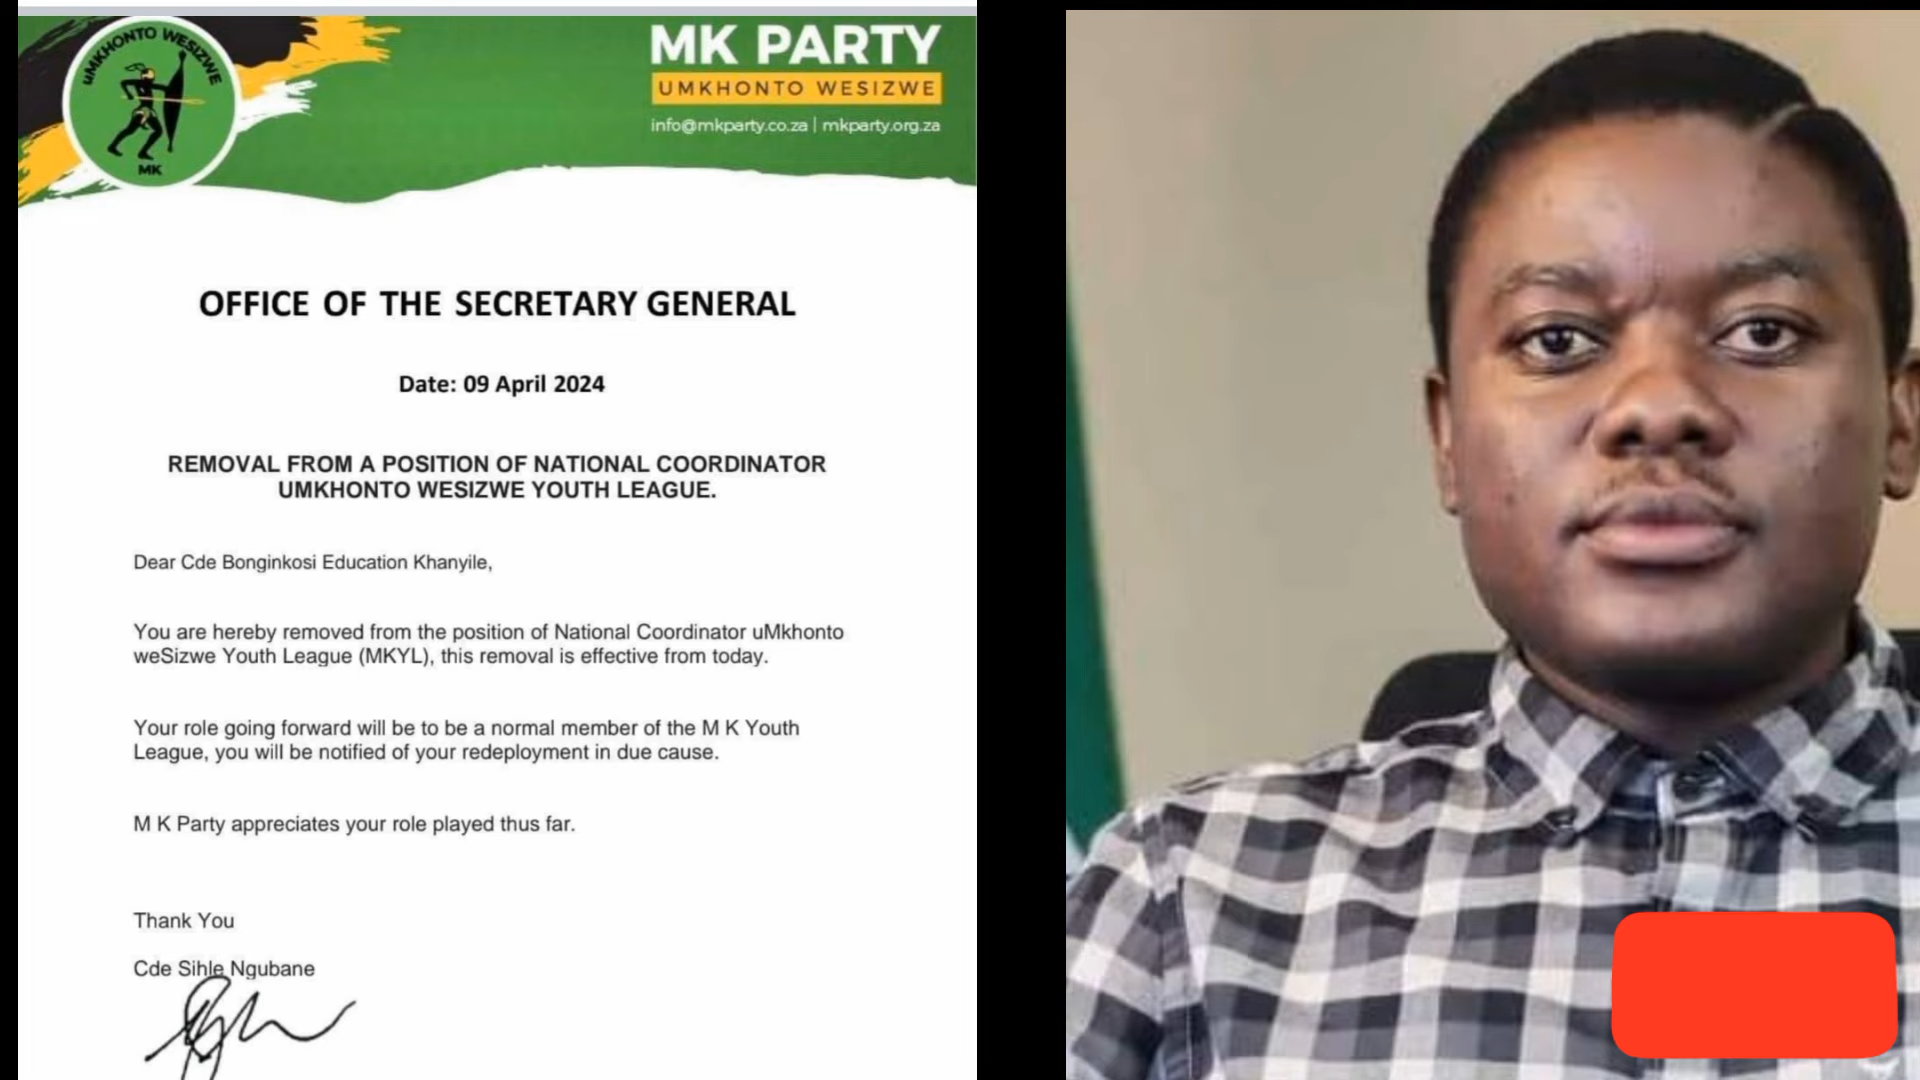 uMKHONTO WESIZWE
MK
MK PARTY
UMKHONTO WESIZWE
info@mkparty.co.za | mkparty.org.za
OFFICE OF THE SECRETARY GENERAL
Date: 09 April 2024
REMOVAL FROM A POSITION OF NATIONAL COORDINATOR
UMKHONTO WESIZWE YOUTH LEAGUE.
Dear Cde Bonginkosi Education Khanyile,
You are hereby removed from the position of National Coordinator uMkhonto
weSizwe Youth League (MKYL), this removal is effective from today.
Your role going forward will be to be a normal member of the M K Youth
League, you will be notified of your redeployment in due cause.
M K Party appreciates your role played thus far.
Thank You
Cde Sihle Ngubane